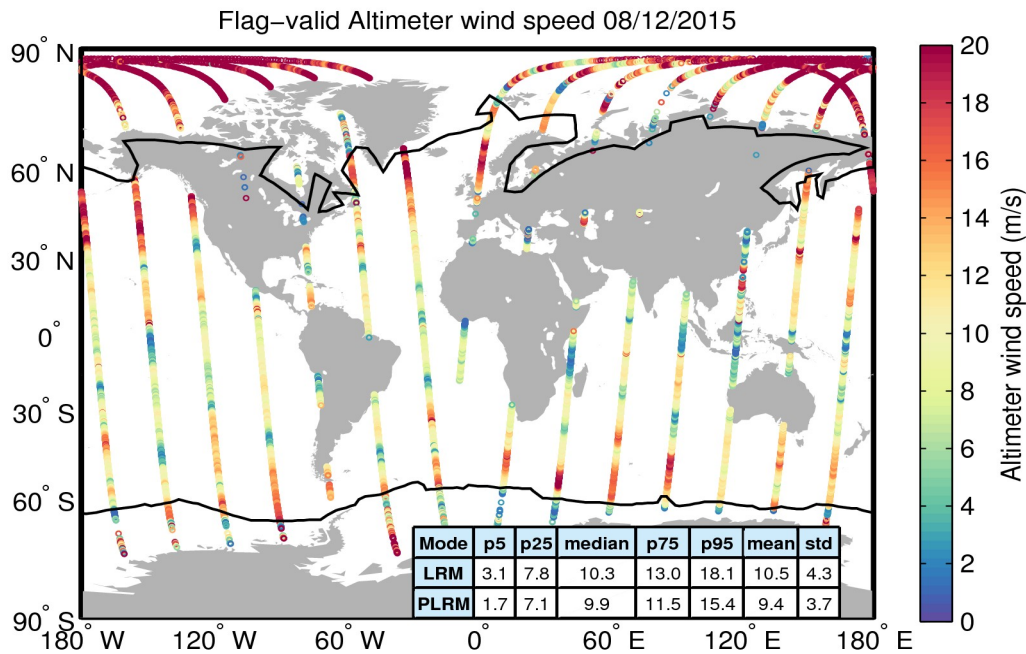 Flag−valid Altimeter wind speed 08/12/2015
90° N
60° N
30° N
0°
30° S
60° S
90° S
180° W
120° W
60° W
0°
60° E
120° E
180° E
Mode p5 p25 median p75 p95 mean std
LRM 3.1 7.8 10.3 13.0 18.1 10.5 4.3
PLRM 1.7 7.1 9.9 11.5 15.4 9.4 3.7
20
18
16
14
12
10
8
6
4
2
0
Altimeter wind speed (m/s)